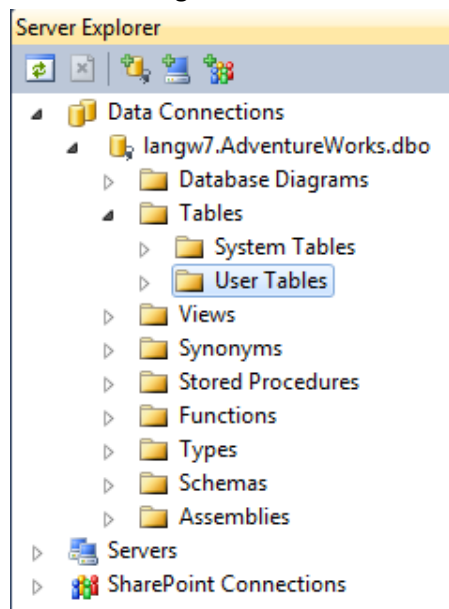 Server Explorer
Data Connections
langw7.AdventureWorks.dbo
Database Diagrams
Tables
System Tables
User Tables
Views
Synonyms
Stored Procedures
Functions
Types
Schemas
Assemblies
Servers
SharePoint Connections